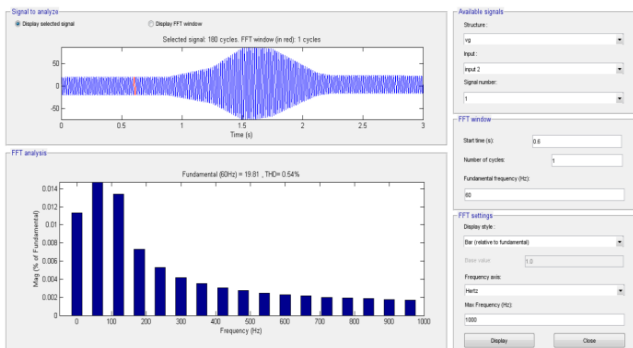 Signal to analyze
Display selected signal
Display FFT window
Selected signal: 180 cycles. FFT window (in red): 1 cycles
50
0
-50
0 0.5 1 1.5 2 2.5 3
Time (s)
FFT analysis
Fundamental (60Hz) = 19.81 , THD= 0.54%
Mag (% of Fundamental)
0.014
0.012
0.01
0.008
0.006
0.004
0.002
0
0 100 200 300 400 500 600 700 800 900 1000
Frequency (Hz)
Available signals
Structure :
vg
Input :
input 2
Signal number:
1
FFT window
Start time (s): 0.6
Number of cycles: 1
Fundamental frequency (Hz):
60
FFT settings
Display style :
Bar (relative to fundamental)
Base value: 1.0
Frequency axis:
Hertz
Max Frequency (Hz):
1000
Display
Close